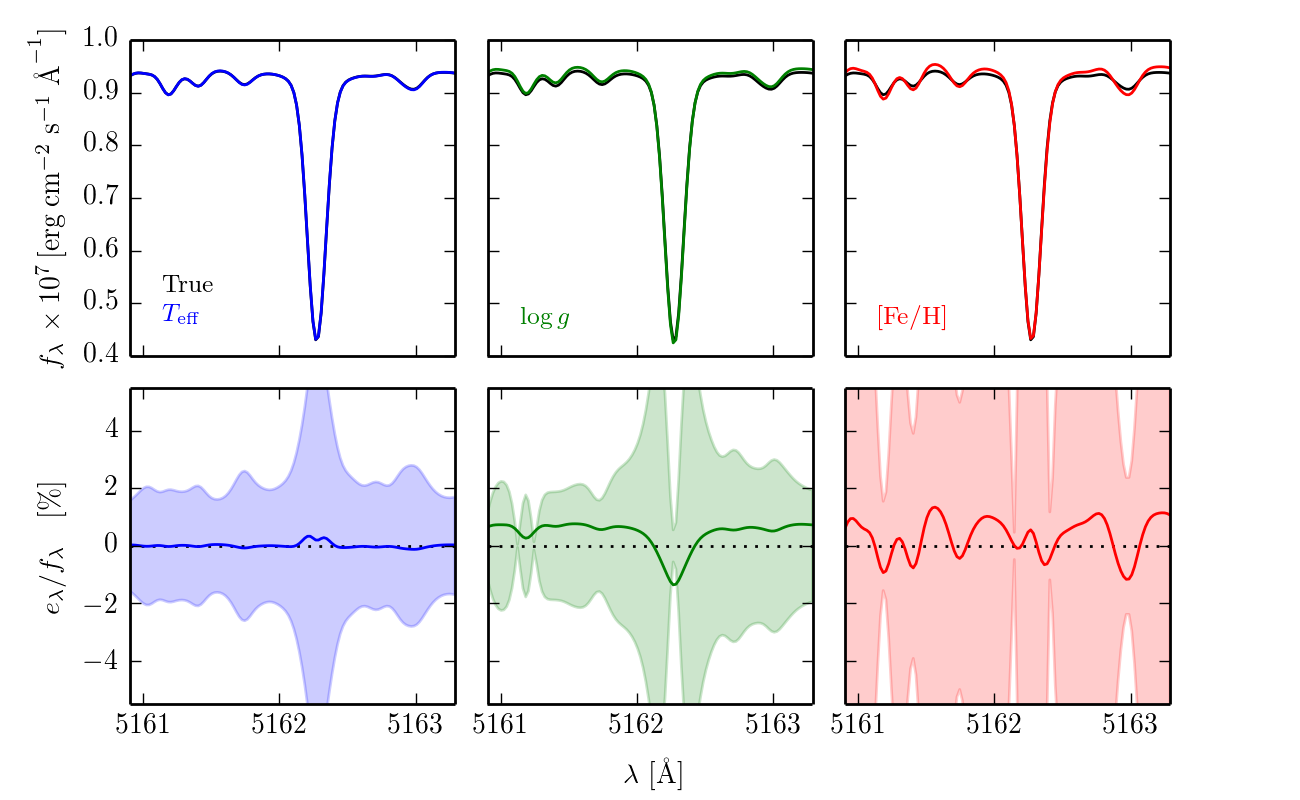 f_λ × 10^7 [erg cm^−2 s^−1 Å^−1]
1.0
0.9
0.8
0.7
0.6
0.5
0.4
True
T_eff
log g
[Fe/H]
e_λ/f_λ [%]
4
2
0
−2
−4
5161 5162 5163
5161 5162 5163
5161 5162 5163
λ [Å]